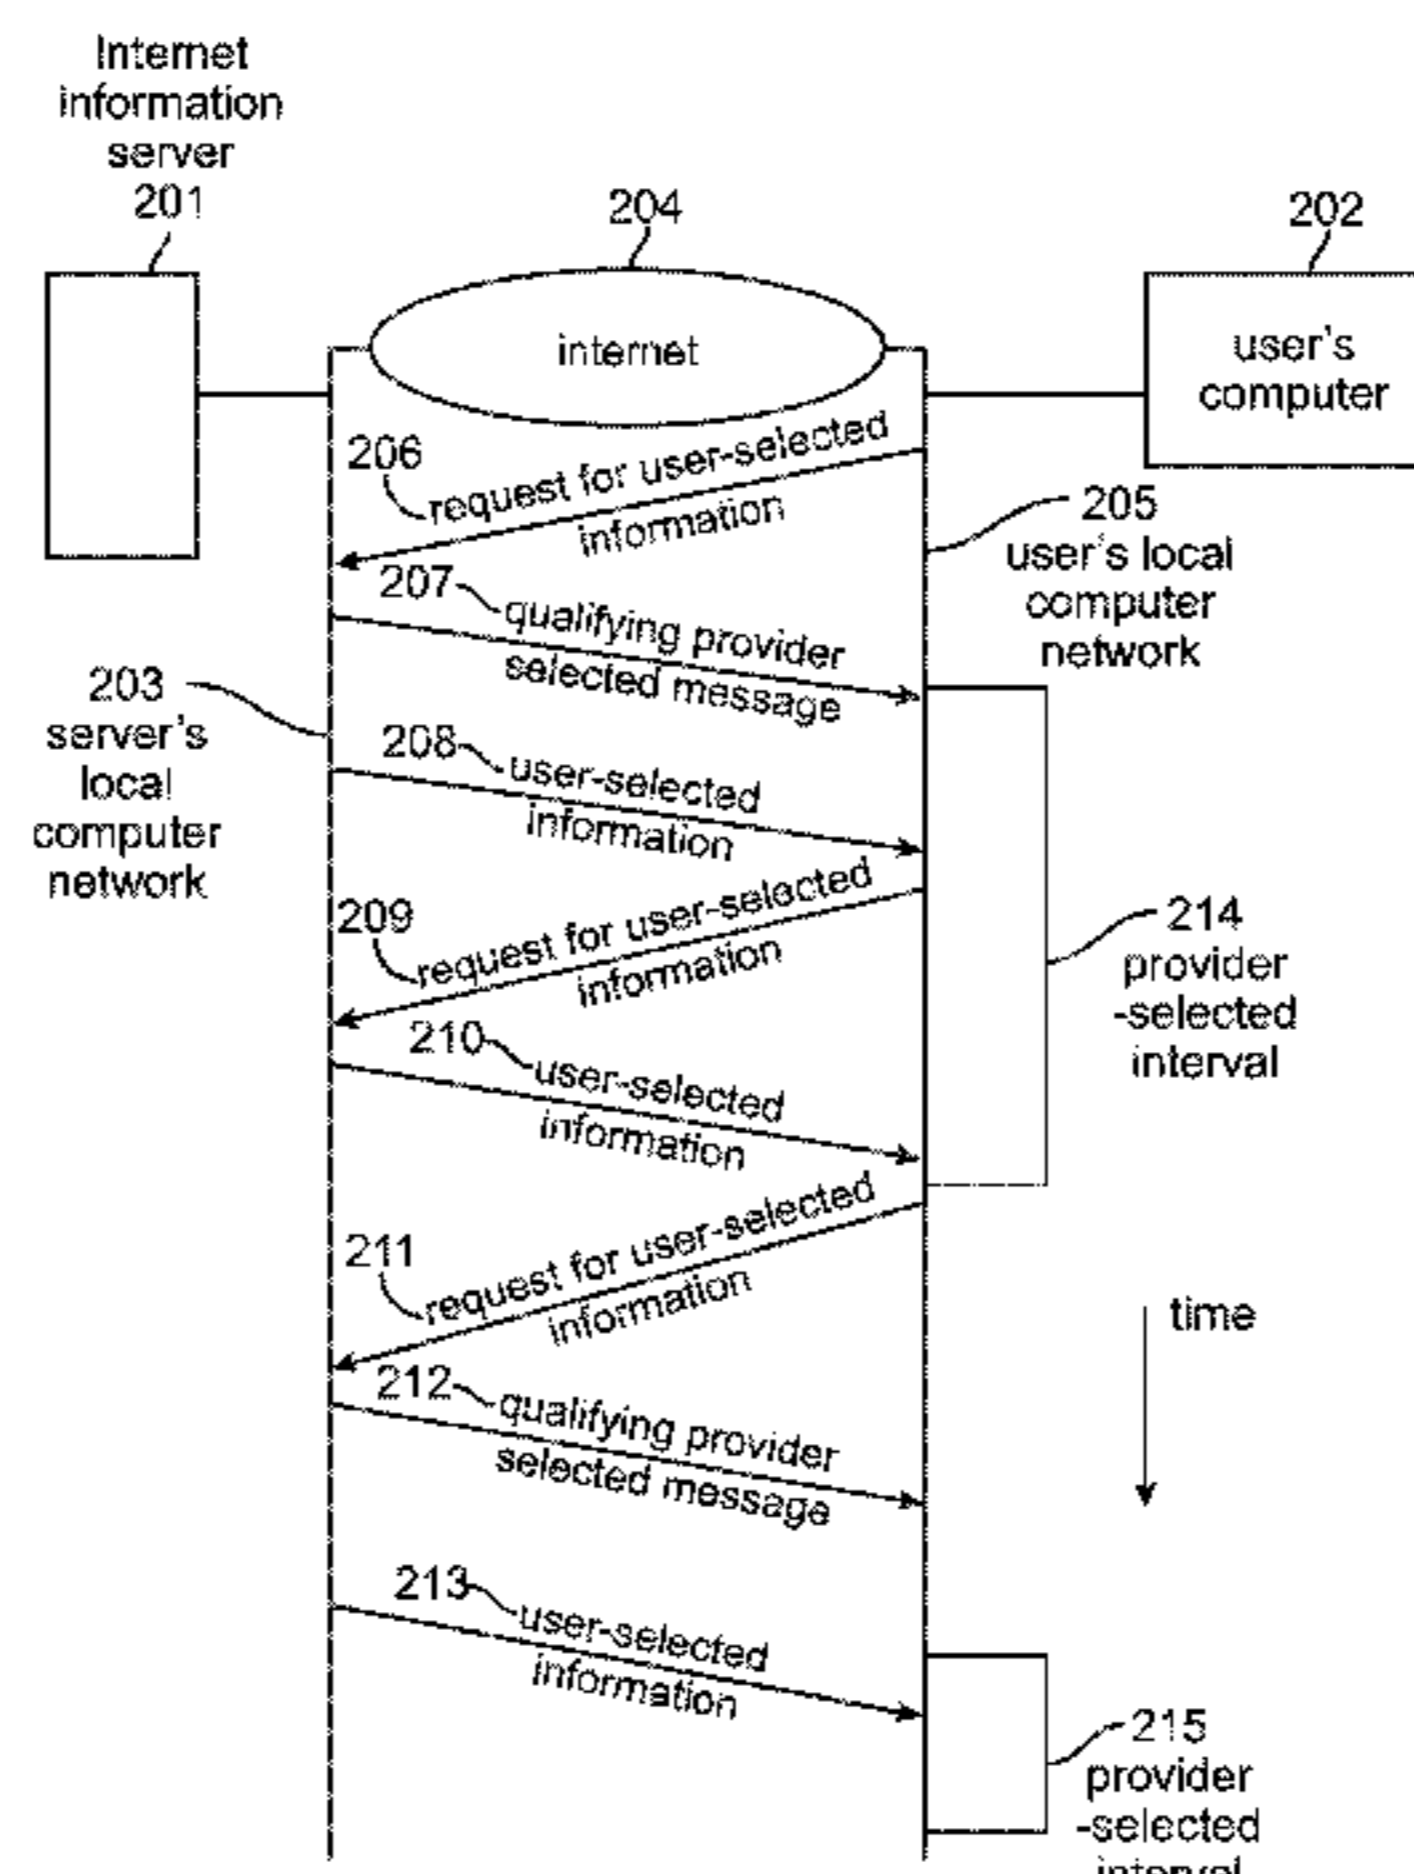 Internet
information
server
201
204
202
internet
user's
computer
206
request for user-selected
information
205
user's local
computer
network
207
qualifying provider
selected message
203
server's
local
computer
network
208
user-selected
information
209
request for user-selected
information
214
provider
-selected
interval
210
user-selected
information
211
request for user-selected
information
time
212
qualifying provider
selected message
213
user-selected
information
215
provider
-selected
interval